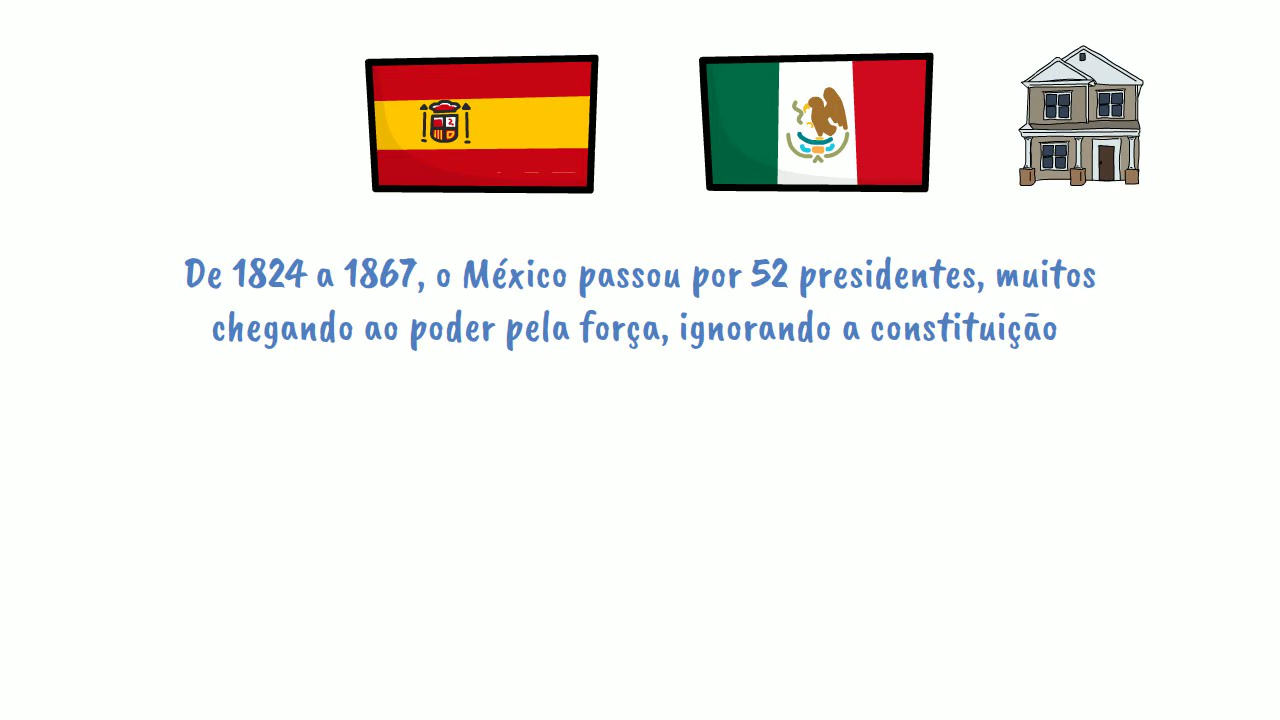 De 1824 a 1867, o México passou por 52 presidentes, muitos
chegando ao poder pela força, ignorando a constituição